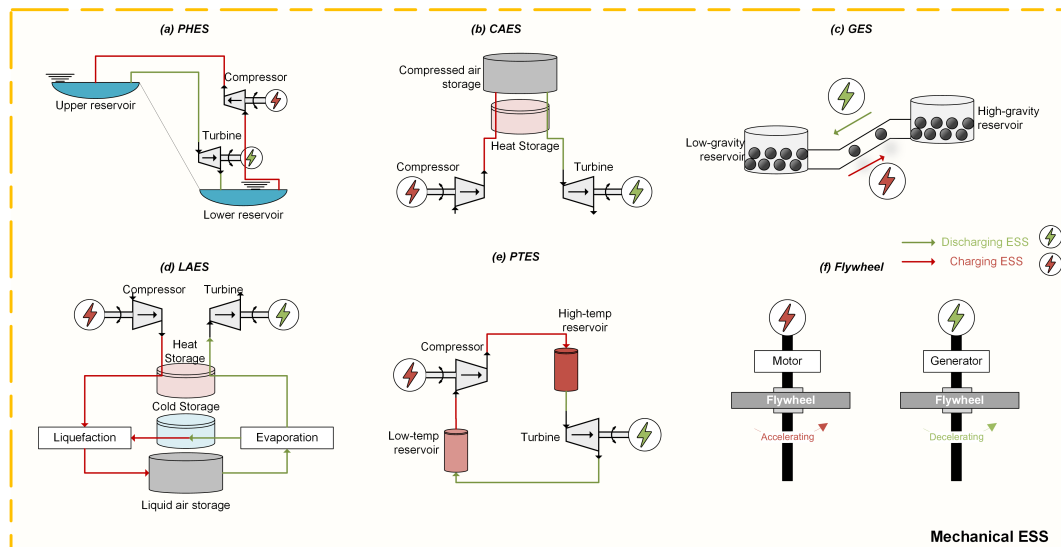 (a) PHES
Compressor
Upper reservoir
Turbine
Lower reservoir
(b) CAES
Compressed air
storage
Heat Storage
Compressor
Turbine
(c) GES
High-gravity
reservoir
Low-gravity
reservoir
Discharging ESS
Charging ESS
(d) LAES
Compressor
Turbine
Heat
Storage
Cold Storage
Liquefaction
Evaporation
Liquid air storage
(e) PTES
High-temp
reservoir
Compressor
Low-temp
reservoir
Turbine
(f) Flywheel
Motor
Generator
Flywheel
Flywheel
Accelerating
Decelerating
Mechanical ESS